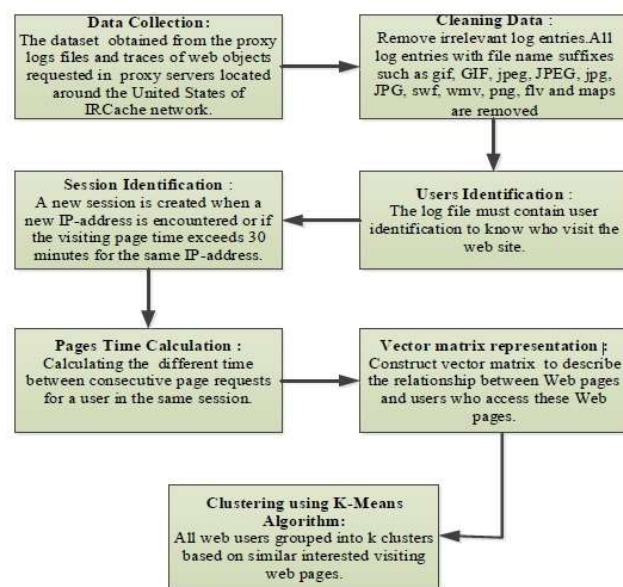 Data Collection:
The dataset obtained from the proxy
logs files and traces of web objects
requested in proxy servers located
around the United States of
IRCache network.
Cleaning Data :
Remove irrelevant log entries.All
log entries with file name suffixes
such as gif, GIF, jpeg, JPEG, jpg,
JPG, swf, wmv, png, flv and maps
are removed
Users Identification :
The log file must contain user
identification to know who visit the
web site.
Session Identification :
A new session is created when a
new IP-address is encountered or if
the visiting page time exceeds 30
minutes for the same IP-address.
Pages Time Calculation :
Calculating the different time
between consecutive page requests
for a user in the same session.
Vector matrix representation :
Construct vector matrix to describe
the relationship between Web pages
and users who access these Web
pages.
Clustering using K-Means
Algorithm:
All web users grouped into k clusters
based on similar interested visiting
web pages.